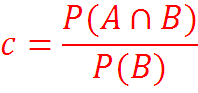 c = P(A ∩ B) / P(B)